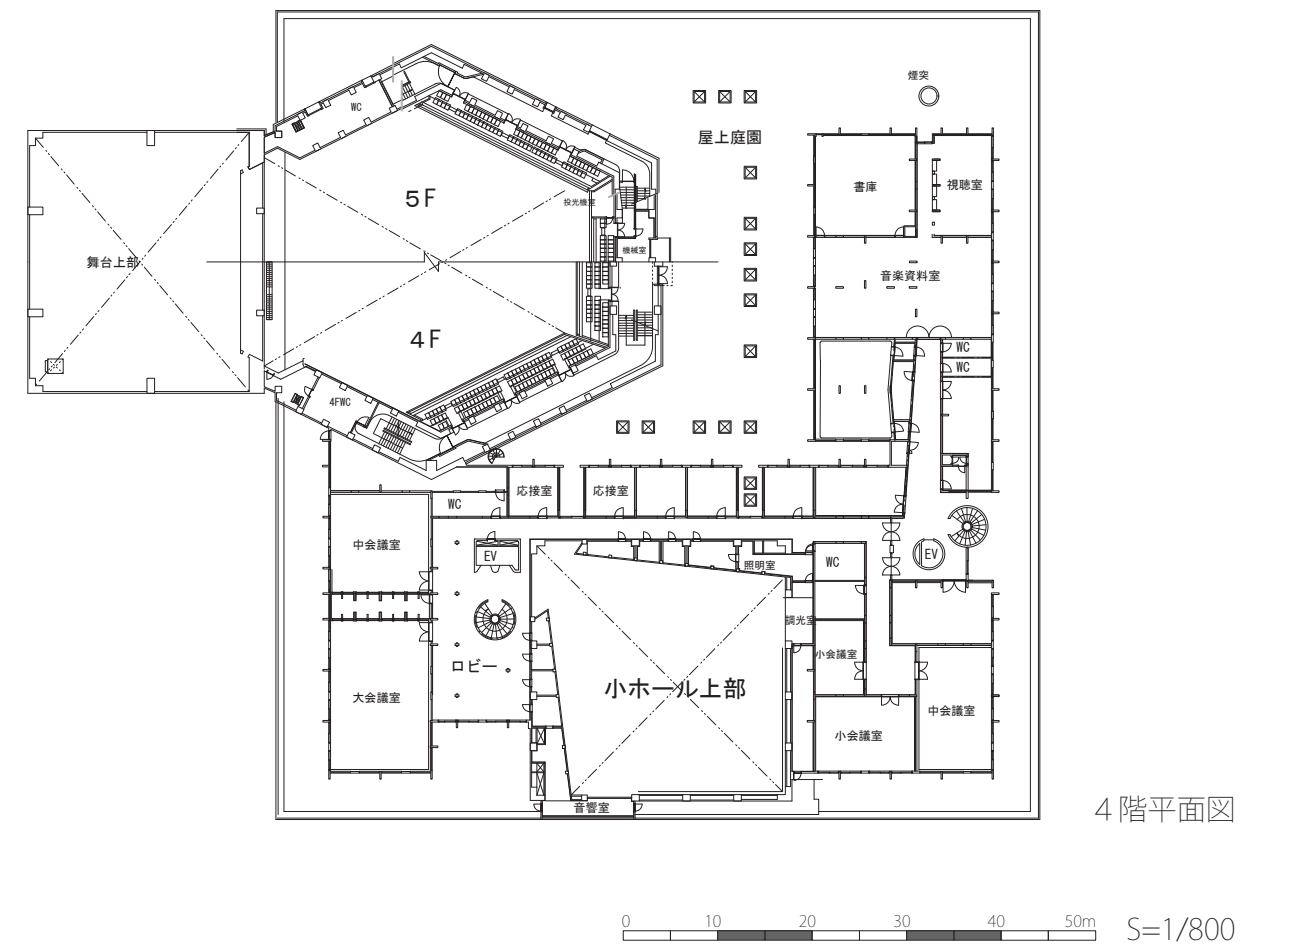 煙突
WC
屋上庭園
書庫
視聴室
5F
投光機室
舞台上部
機械室
音楽資料室
4F
WC
WC
4FWC
応接室
応接室
WC
中会議室
EV
照明室
WC
EV
調光室
ロビー
小会議室
大会議室
小ホール上部
中会議室
小会議室
音響室
4階平面図
0 10 20 30 40 50m
S=1/800